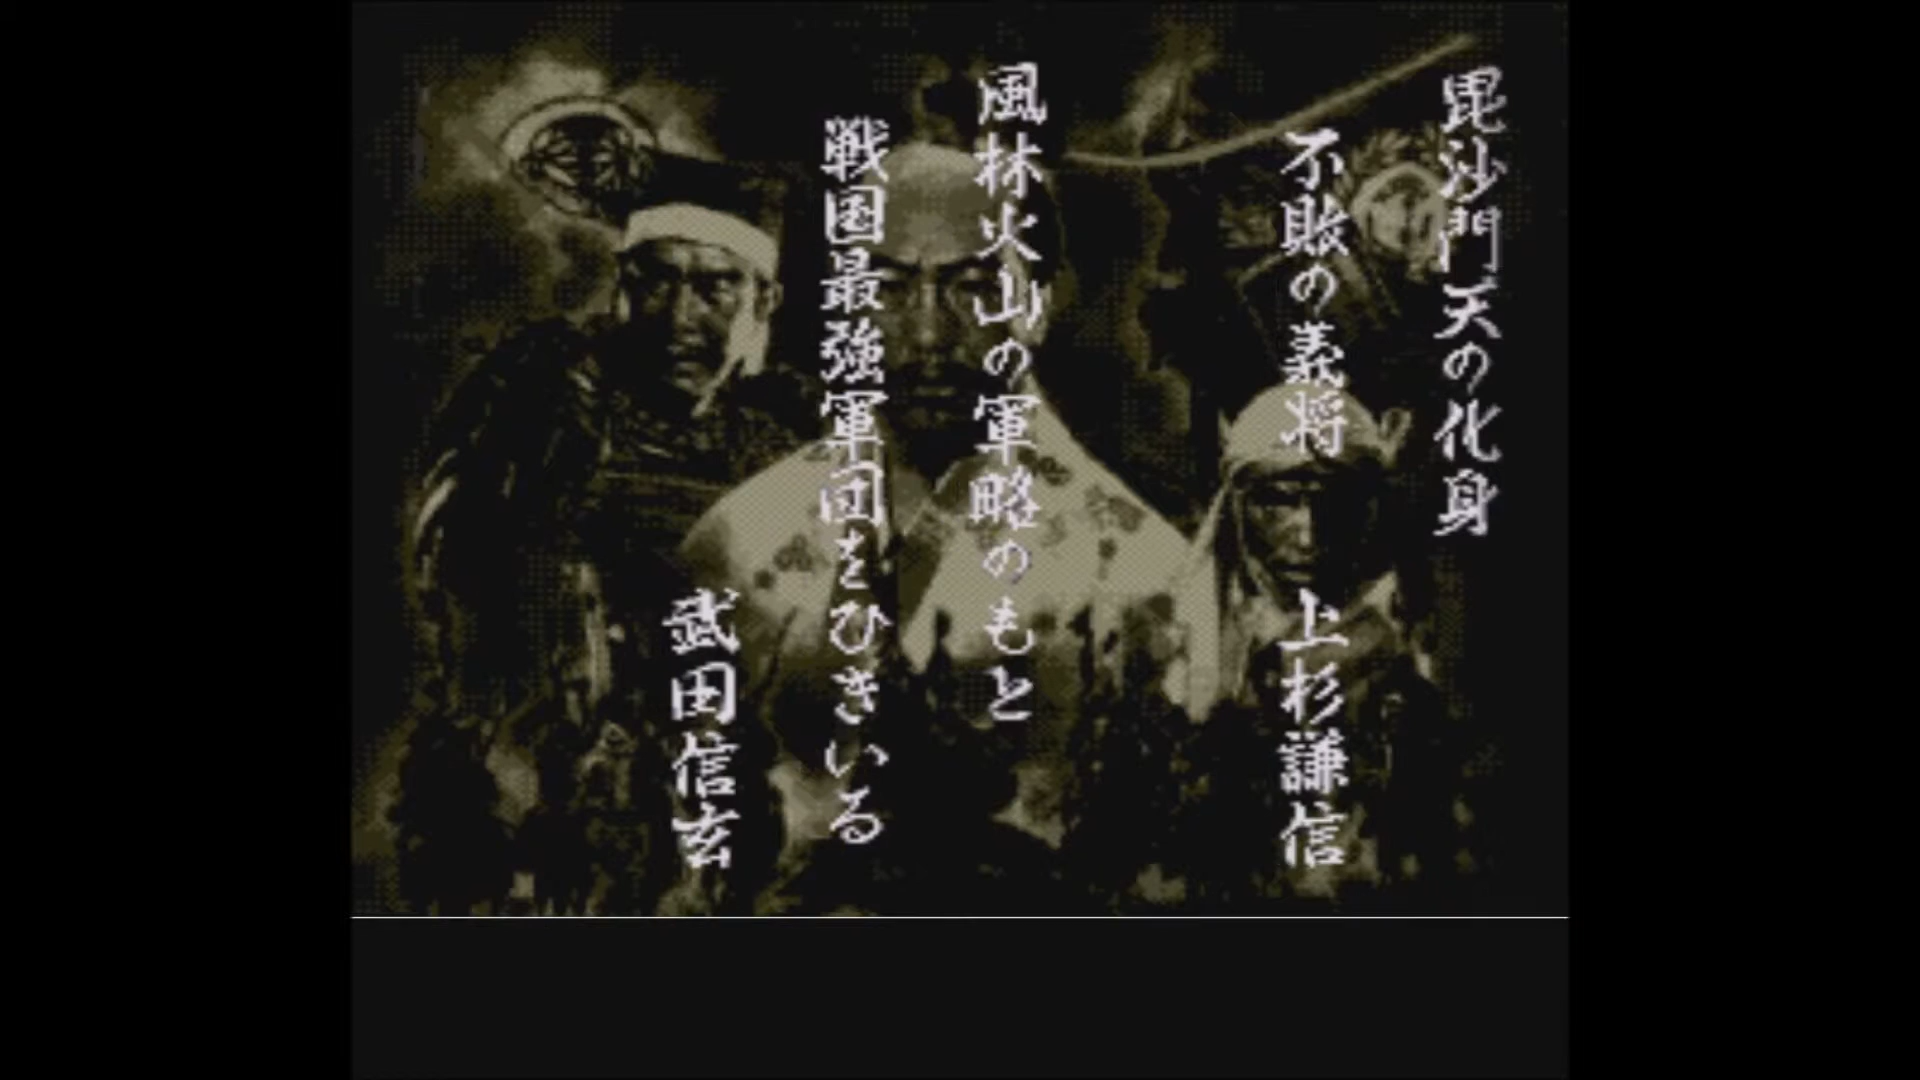 毘沙門天の化身
不敗の義将
上杉謙信
風林火山の軍略のもと
戦国最強軍団をひきいる
武田信玄